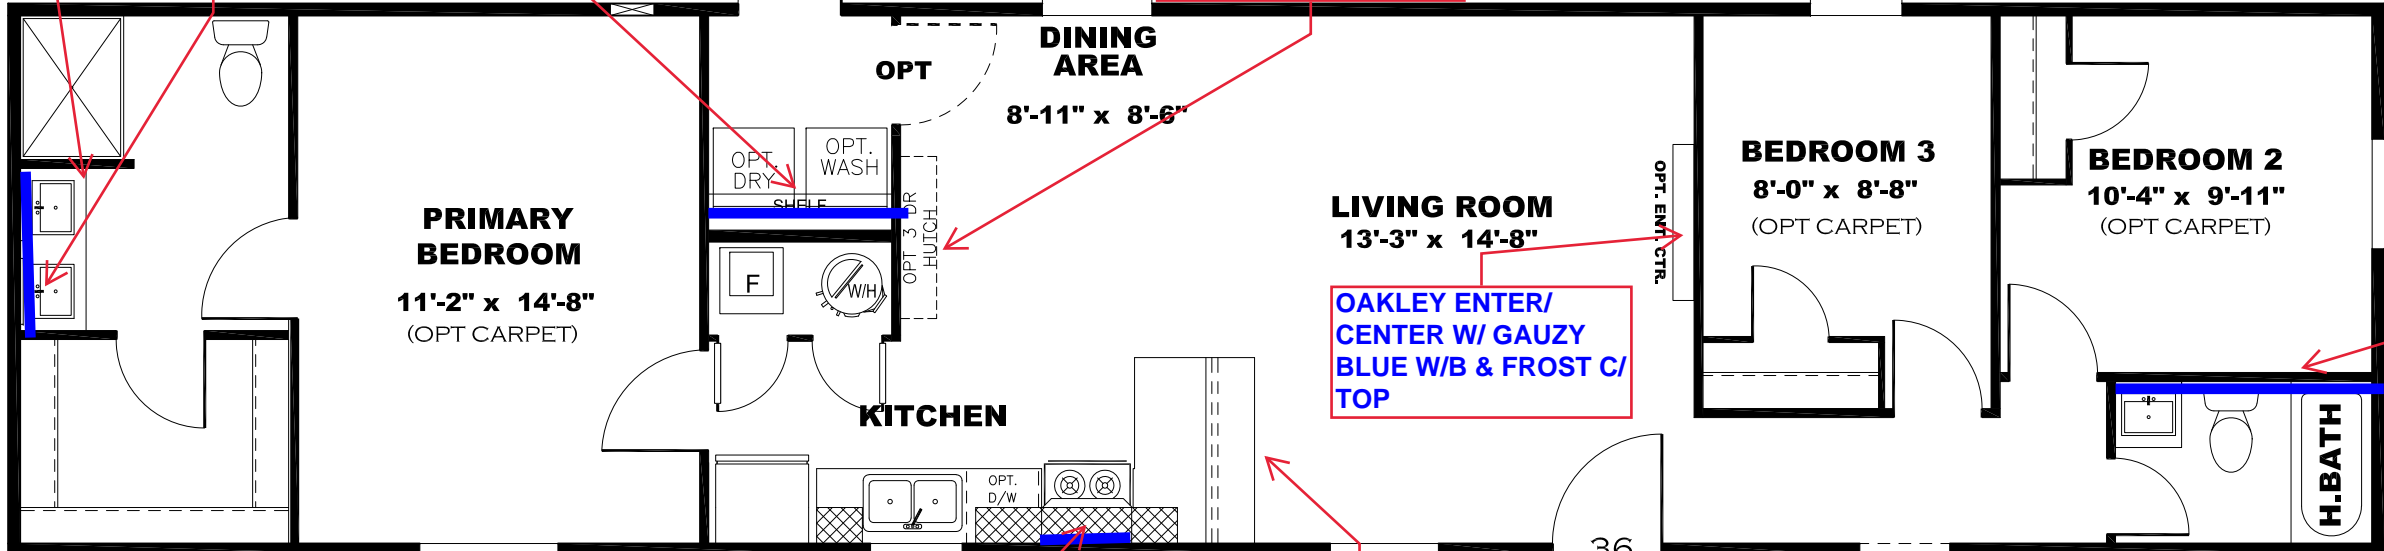 DINING
AREA
8'-11" x 8'-6"
OPT
OPT.
DRY
OPT.
WASH
SHELF
OPT 3 DR
HUTCH
PRIMARY
BEDROOM
11'-2" x 14'-8"
(OPT CARPET)
F
W/H
KITCHEN
OPT.
D/W
LIVING ROOM
13'-3" x 14'-8"
OPT. ENT. CTR.
OAKLEY ENTER/
CENTER W/ GAUZY
BLUE W/B & FROST C/
TOP
BEDROOM 3
8'-0" x 8'-8"
(OPT CARPET)
BEDROOM 2
10'-4" x 9'-11"
(OPT CARPET)
H.BATH
36